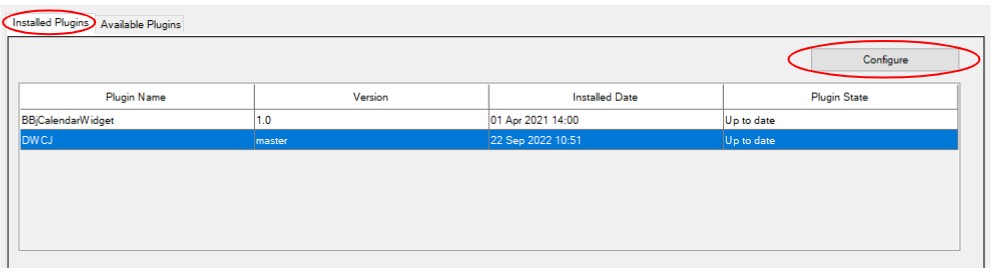 Installed Plugins Available Plugins
Configure
Plugin Name Version Installed Date Plugin State
BBjCalendarWidget 1.0 01 Apr 2021 14:00 Up to date
DWCJ master 22 Sep 2022 10:51 Up to date